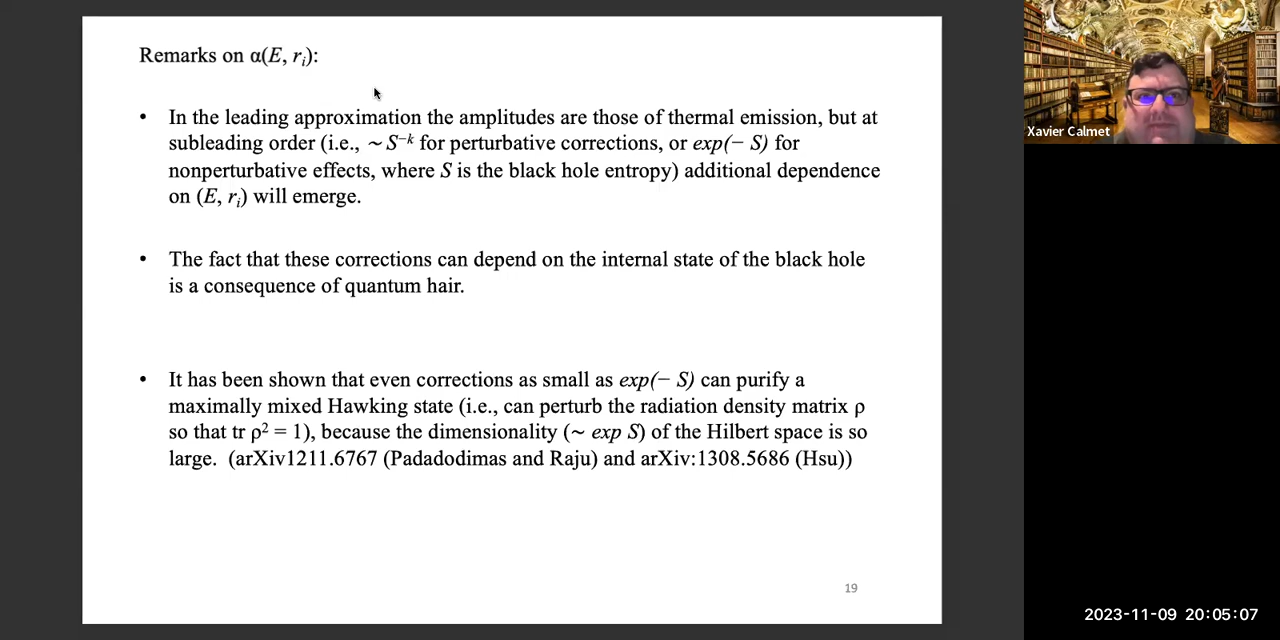 Remarks on α(E, rᵢ):
• In the leading approximation the amplitudes are those of thermal emission, but at
subleading order (i.e., ~ S⁻ᵏ for perturbative corrections, or exp(− S) for
nonperturbative effects, where S is the black hole entropy) additional dependence
on (E, rᵢ) will emerge.
• The fact that these corrections can depend on the internal state of the black hole
is a consequence of quantum hair.
• It has been shown that even corrections as small as exp(− S) can purify a
maximally mixed Hawking state (i.e., can perturb the radiation density matrix ρ
so that tr ρ² = 1), because the dimensionality (~ exp S) of the Hilbert space is so
large. (arXiv1211.6767 (Padadodimas and Raju) and arXiv:1308.5686 (Hsu))
19
Xavier Calmet
2023-11-09 20:05:07